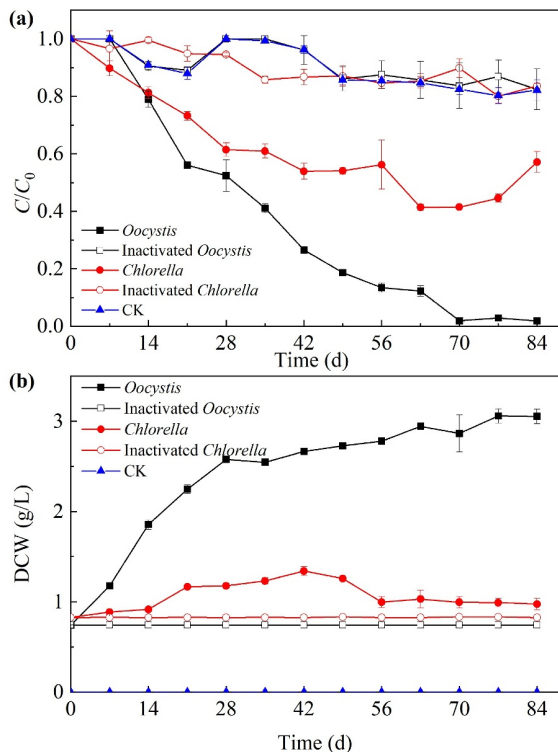 (a)
1.0
0.8
0.6
0.4
0.2
0.0
C/C0
Oocystis
Inactivated Oocystis
Chlorella
Inactivated Chlorella
CK
0 14 28 42 56 70 84
Time (d)
(b)
3
2
1
0
DCW (g/L)
Oocystis
Inactivated Oocystis
Chlorella
Inactivated Chlorella
CK
0 14 28 42 56 70 84
Time (d)